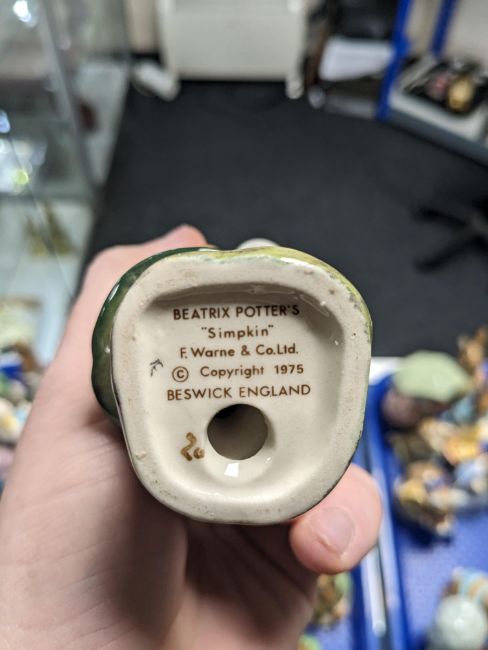 BEATRIX POTTER'S
"Simpkin"
F. Warne & Co.Ltd.
© Copyright 1975
BESWICK ENGLAND